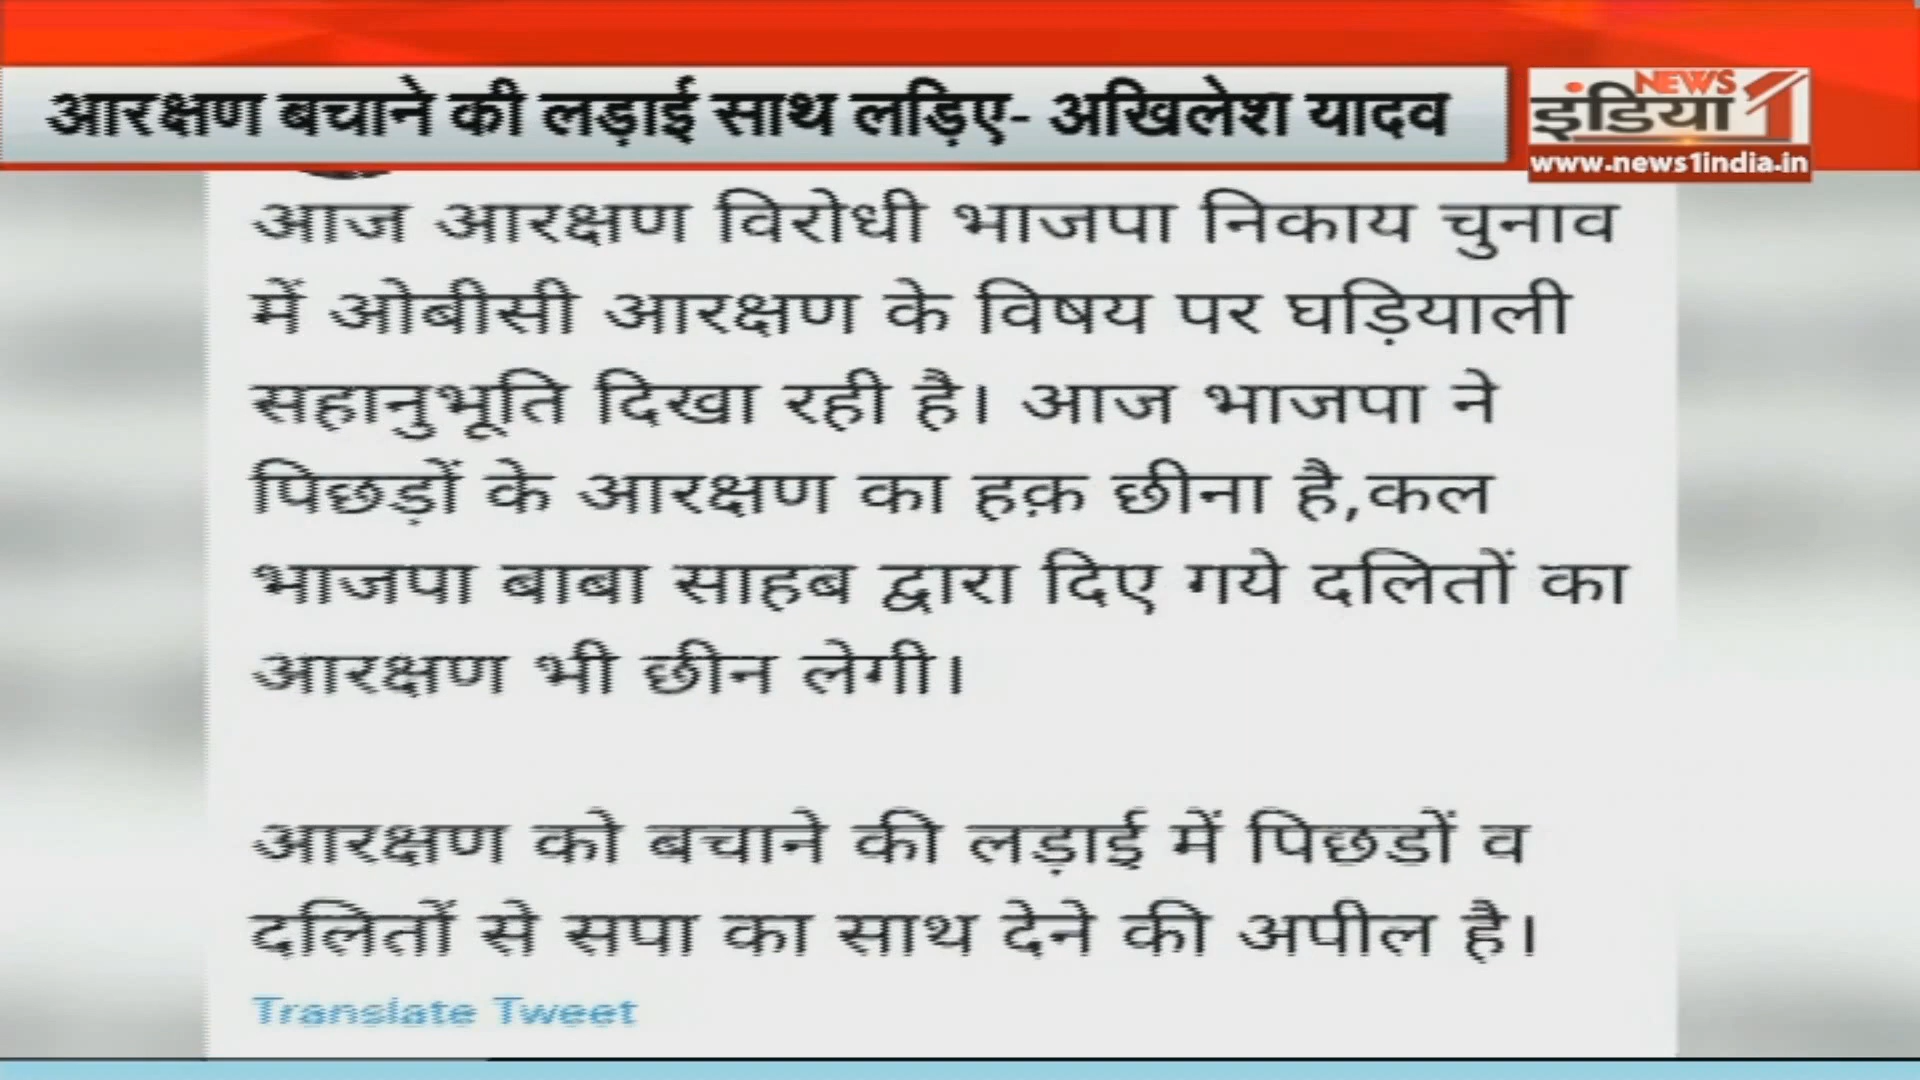 आरक्षण बचाने की लड़ाई साथ लड़िए- अखिलेश यादव
NEWS
इंडिया 1
www.news1india.in
आज आरक्षण विरोधी भाजपा निकाय चुनाव
में ओबीसी आरक्षण के विषय पर घड़ियाली
सहानुभूति दिखा रही है। आज भाजपा ने
पिछड़ों के आरक्षण का हक़ छीना है,कल
भाजपा बाबा साहब द्वारा दिए गये दलितों का
आरक्षण भी छीन लेगी।
आरक्षण को बचाने की लड़ाई में पिछडों व
दलितों से सपा का साथ देने की अपील है।
Translate Tweet